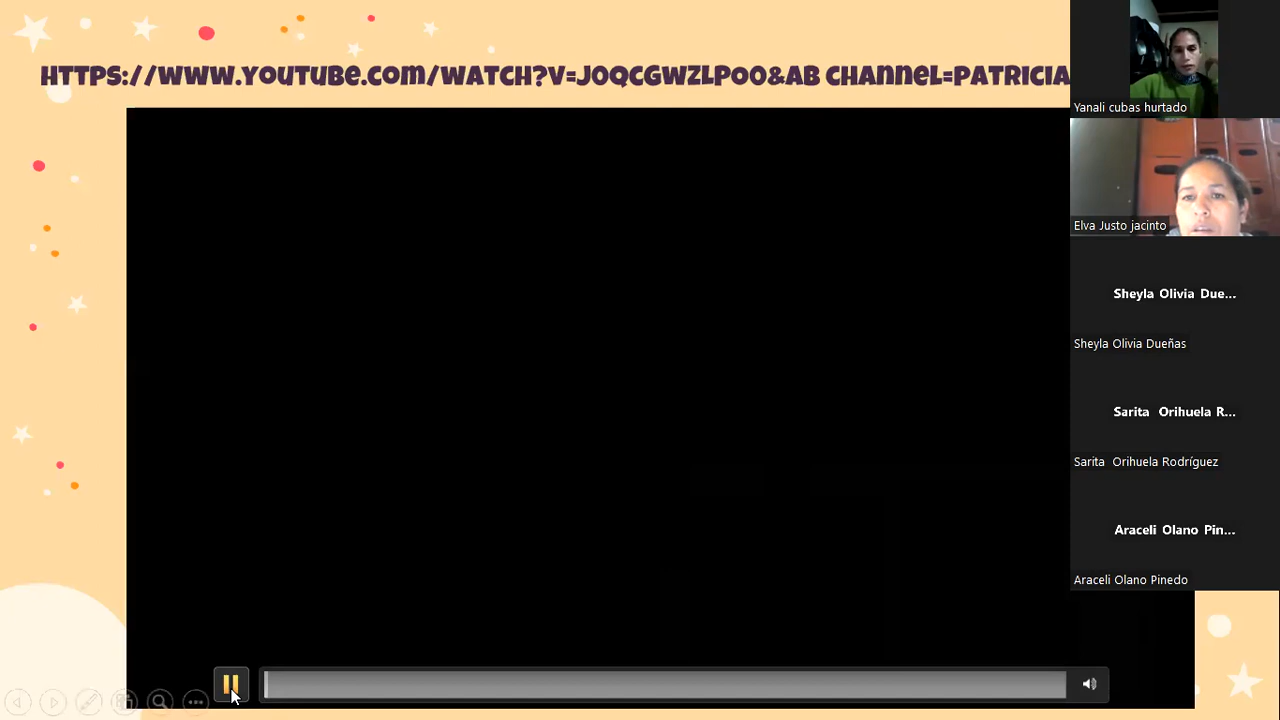 HTTPS://WWW.YOUTUBE.COM/WATCH?V=J0QCGWZLPO0&AB CHANNEL=PATRICIA
Yanali cubas hurtado
Elva Justo jacinto
Sheyla Olivia Due...
Sheyla Olivia Dueñas
Sarita Orihuela R...
Sarita Orihuela Rodríguez
Araceli Olano Pin...
Araceli Olano Pinedo